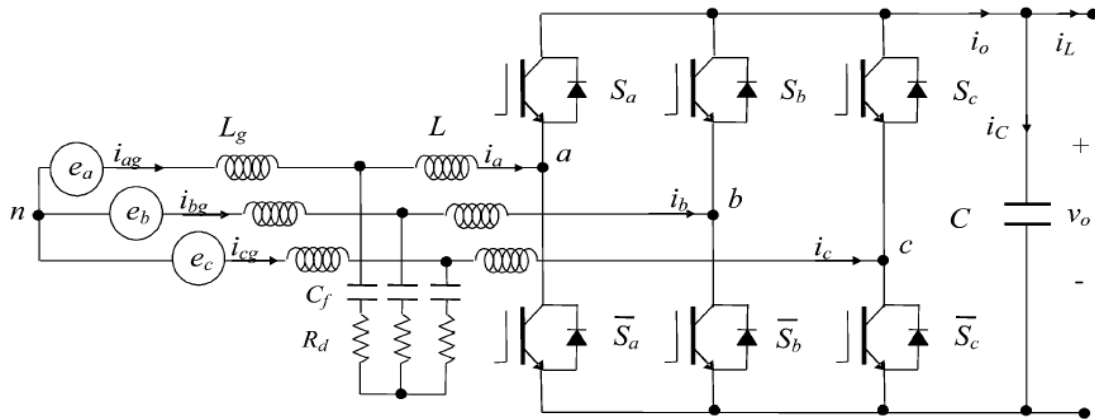 i_o i_L
S_a S_b S_c
L_g L i_C
i_ag i_a a +
e_a
n i_bg i_b b C v_o
e_b
i_cg i_c c
e_c
C_f -
R_d S̅_a S̅_b S̅_c